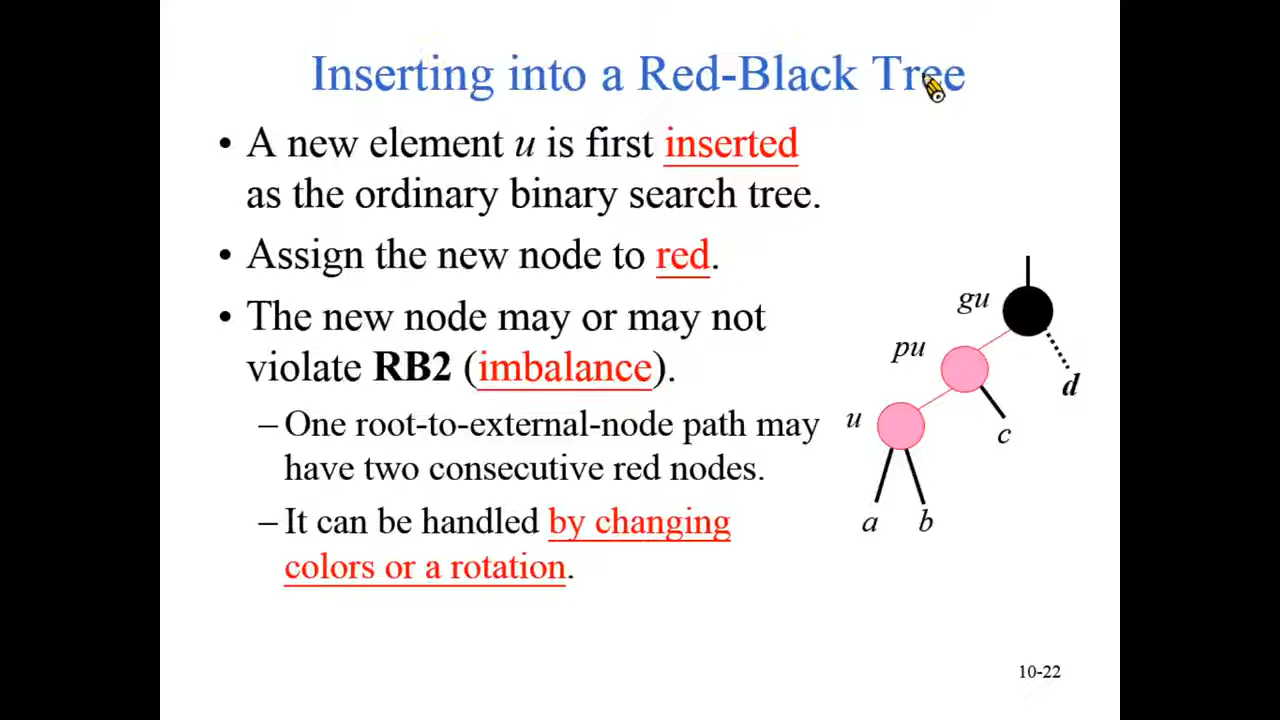 Inserting into a Red-Black Tree
• A new element u is first inserted
as the ordinary binary search tree.
• Assign the new node to red.
• The new node may or may not
violate RB2 (imbalance).
– One root-to-external-node path may
have two consecutive red nodes.
– It can be handled by changing
colors or a rotation.
gu
pu
d
u
c
a b
10-22